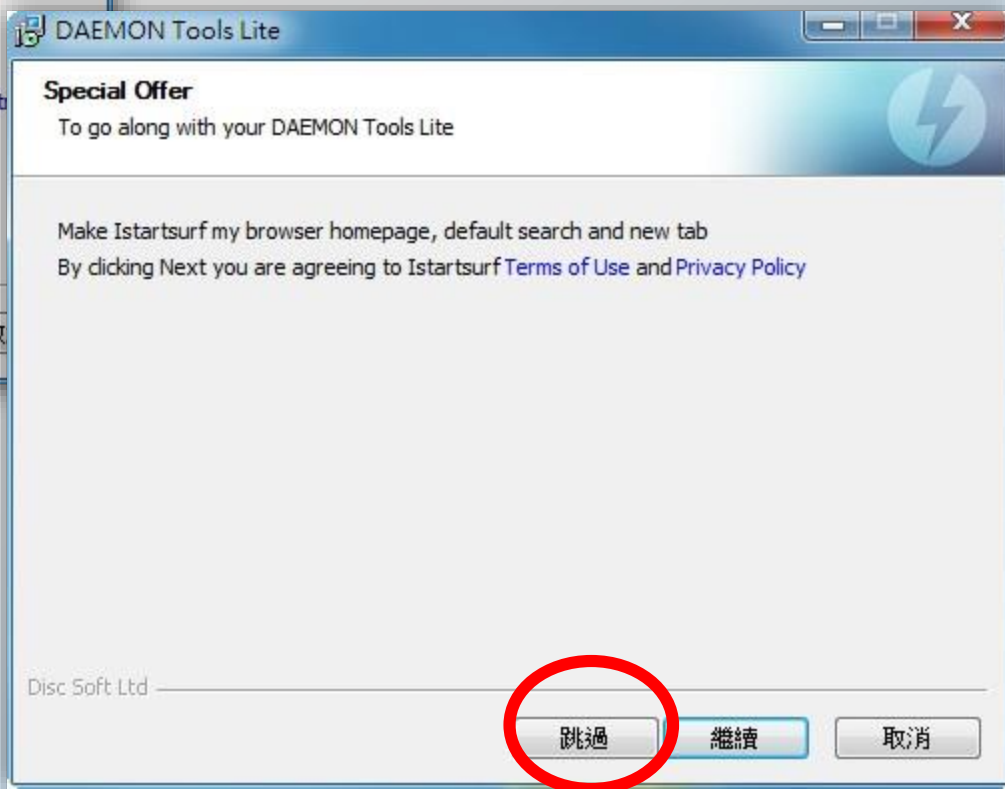 DAEMON Tools Lite
Special Offer
To go along with your DAEMON Tools Lite
Make Istartsurf my browser homepage, default search and new tab
By clicking Next you are agreeing to Istartsurf Terms of Use and Privacy Policy
Disc Soft Ltd
跳過 繼續 取消